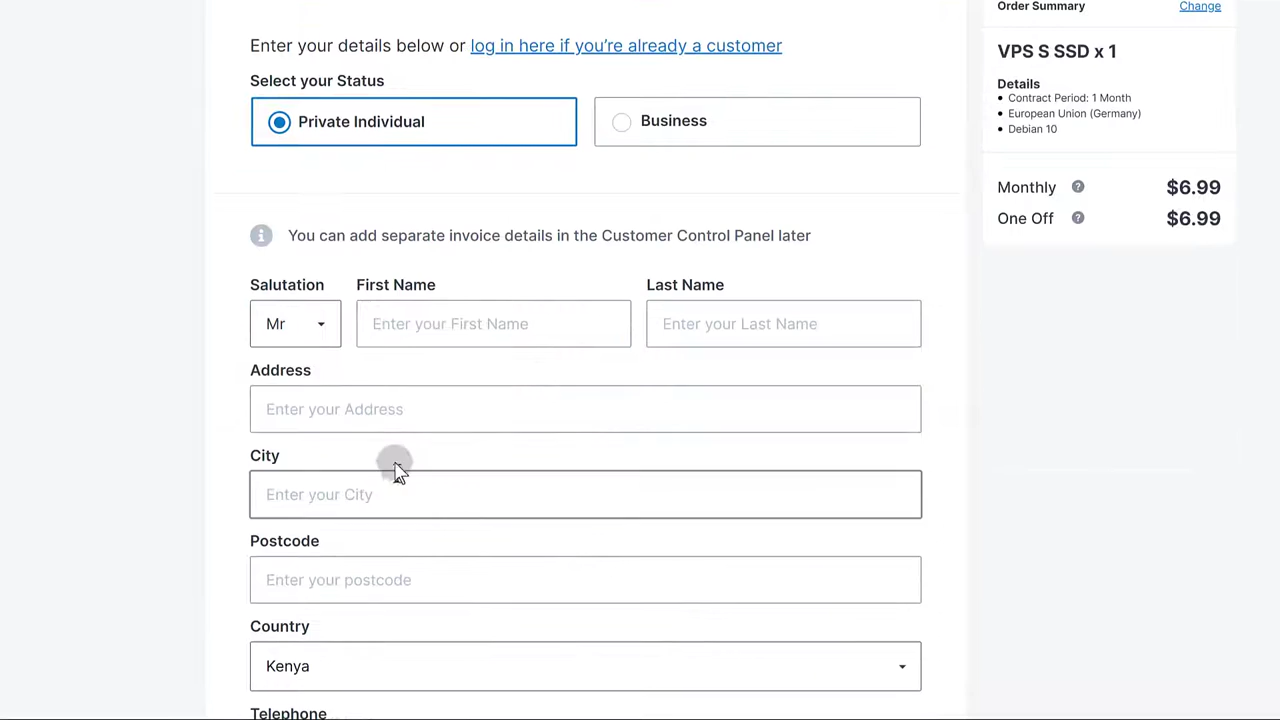 Order Summary Change
Enter your details below or log in here if you’re already a customer
VPS S SSD x 1
Select your Status
Details
Private Individual
Business
• Contract Period: 1 Month
• European Union (Germany)
• Debian 10
Monthly ? $6.99
One Off ? $6.99
You can add separate invoice details in the Customer Control Panel later
Salutation First Name Last Name
Mr Enter your First Name Enter your Last Name
Address
Enter your Address
City
Enter your City
Postcode
Enter your postcode
Country
Kenya
Telephone